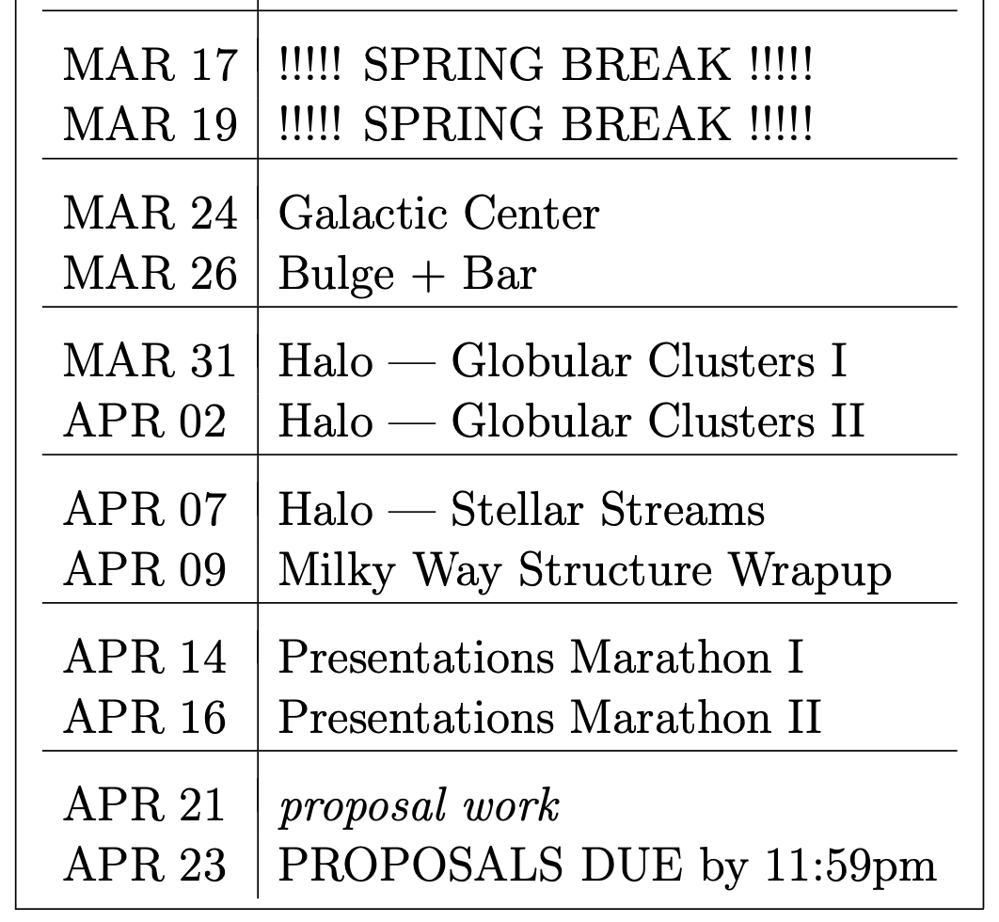 MAR 17 !!!!! SPRING BREAK !!!!!
MAR 19 !!!!! SPRING BREAK !!!!!
MAR 24 Galactic Center
MAR 26 Bulge + Bar
MAR 31 Halo — Globular Clusters I
APR 02 Halo — Globular Clusters II
APR 07 Halo — Stellar Streams
APR 09 Milky Way Structure Wrapup
APR 14 Presentations Marathon I
APR 16 Presentations Marathon II
APR 21 proposal work
APR 23 PROPOSALS DUE by 11:59pm